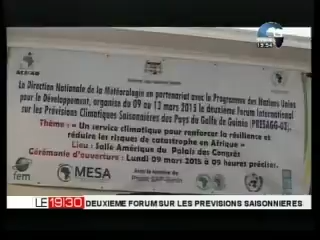 19:54
La Direction Nationale de la Météorologie en partenariat avec le Programme des Nations Unies
pour le Développement, organise du 09 au 13 mars 2015 le deuxième Forum International
sur les Prévisions Climatiques Saisonnières des Pays du Golfe de Guinée (PRESAGG-02)
Thème : « Un service climatique pour renforcer la résilience et
réduire les risques de catastrophe en Afrique »
Lieu : Salle Amérique du Palais des Congrès
Cérémonie d'ouverture : Lundi 09 mars 2015 à 09 heures précises.
fem
MESA
LE 19|30
DEUXIEME FORUM SUR LES PREVISIONS SAISONNIERES